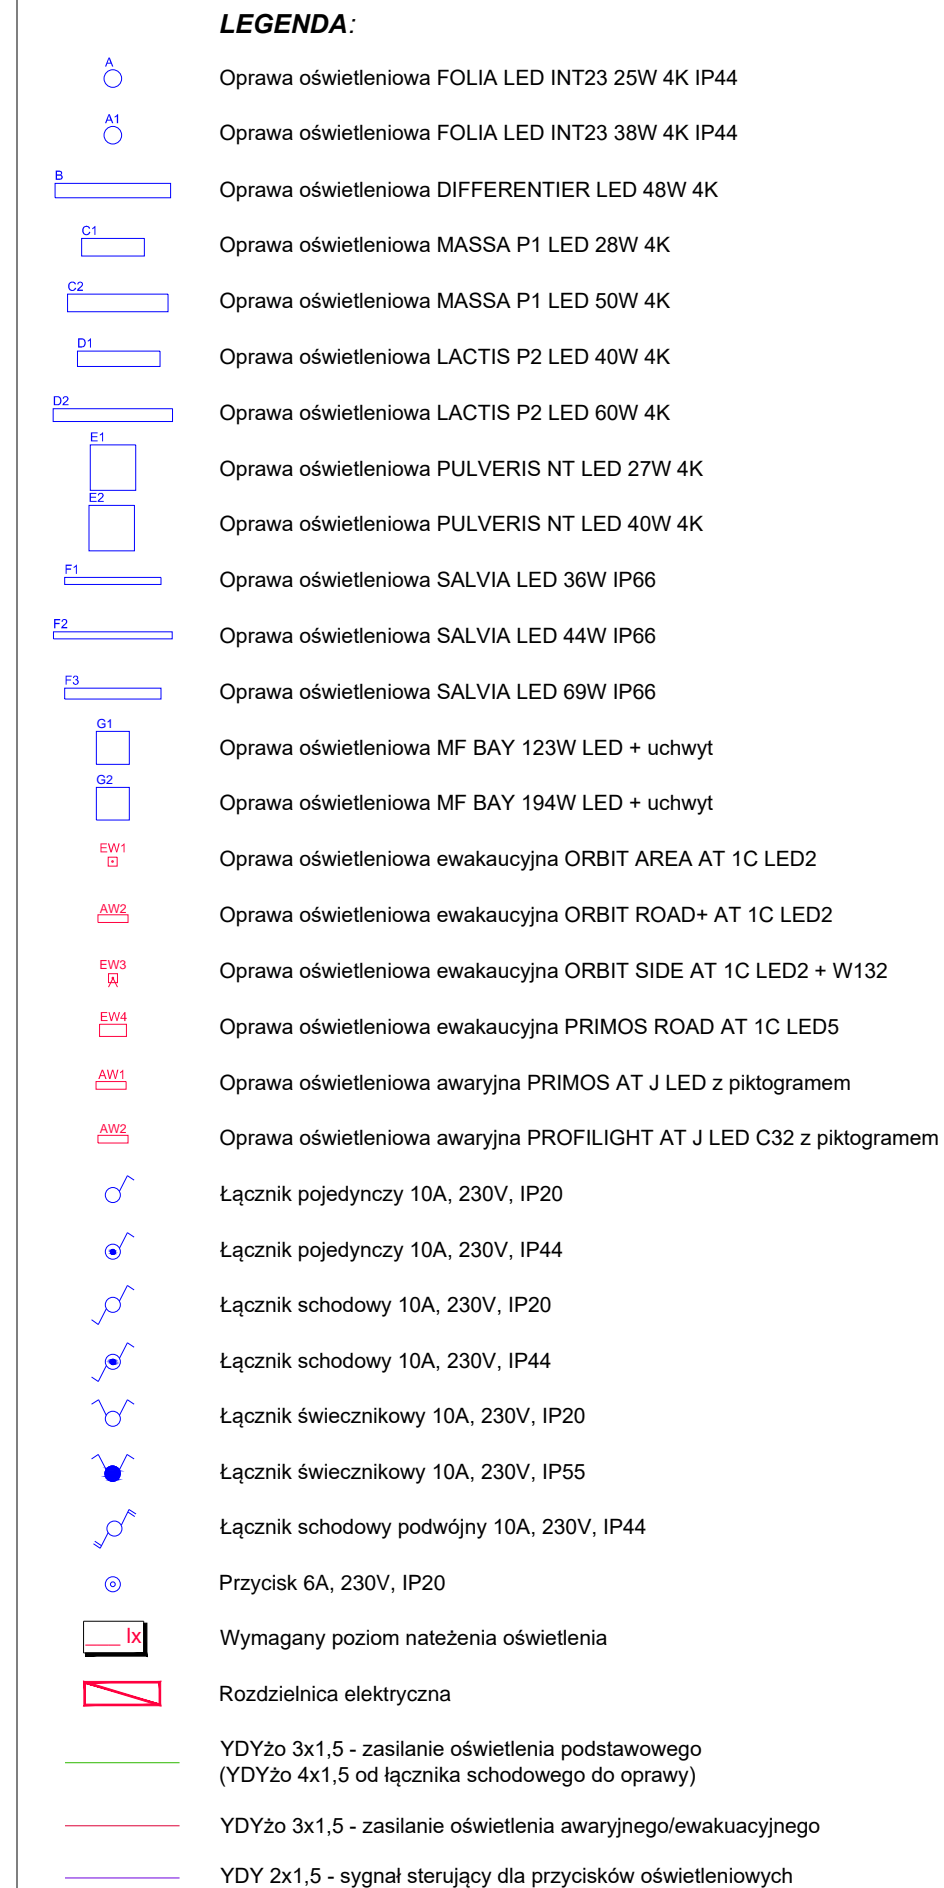 LEGENDA:
A
Oprawa oświetleniowa FOLIA LED INT23 25W 4K IP44
A1
Oprawa oświetleniowa FOLIA LED INT23 38W 4K IP44
B
Oprawa oświetleniowa DIFFERENTIER LED 48W 4K
C1
Oprawa oświetleniowa MASSA P1 LED 28W 4K
C2
Oprawa oświetleniowa MASSA P1 LED 50W 4K
D1
Oprawa oświetleniowa LACTIS P2 LED 40W 4K
D2
Oprawa oświetleniowa LACTIS P2 LED 60W 4K
E1
Oprawa oświetleniowa PULVERIS NT LED 27W 4K
E2
Oprawa oświetleniowa PULVERIS NT LED 40W 4K
F1
Oprawa oświetleniowa SALVIA LED 36W IP66
F2
Oprawa oświetleniowa SALVIA LED 44W IP66
F3
Oprawa oświetleniowa SALVIA LED 69W IP66
G1
Oprawa oświetleniowa MF BAY 123W LED + uchwyt
G2
Oprawa oświetleniowa MF BAY 194W LED + uchwyt
EW1
Oprawa oświetleniowa ewakaucyjna ORBIT AREA AT 1C LED2
AW2
Oprawa oświetleniowa ewakaucyjna ORBIT ROAD+ AT 1C LED2
EW3
Oprawa oświetleniowa ewakaucyjna ORBIT SIDE AT 1C LED2 + W132
EW4
Oprawa oświetleniowa ewakaucyjna PRIMOS ROAD AT 1C LED5
AW1
Oprawa oświetleniowa awaryjna PRIMOS AT J LED z piktogramem
AW2
Oprawa oświetleniowa awaryjna PROFILIGHT AT J LED C32 z piktogramem
Łącznik pojedynczy 10A, 230V, IP20
Łącznik pojedynczy 10A, 230V, IP44
Łącznik schodowy 10A, 230V, IP20
Łącznik schodowy 10A, 230V, IP44
Łącznik świecznikowy 10A, 230V, IP20
Łącznik świecznikowy 10A, 230V, IP55
Łącznik schodowy podwójny 10A, 230V, IP44
Przycisk 6A, 230V, IP20
___ lx
Wymagany poziom nateżenia oświetlenia
Rozdzielnica elektryczna
YDYżo 3x1,5 - zasilanie oświetlenia podstawowego
(YDYżo 4x1,5 od łącznika schodowego do oprawy)
YDYżo 3x1,5 - zasilanie oświetlenia awaryjnego/ewakuacyjnego
YDY 2x1,5 - sygnał sterujący dla przycisków oświetleniowych